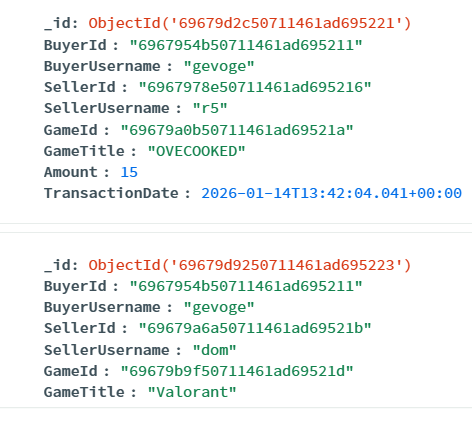 _id: ObjectId('69679d2c50711461ad695221')
BuyerId : "6967954b50711461ad695211"
BuyerUsername : "gevoge"
SellerId : "6967978e50711461ad695216"
SellerUsername : "r5"
GameId : "69679a0b50711461ad69521a"
GameTitle : "OVECOOKED"
Amount : 15
TransactionDate : 2026-01-14T13:42:04.041+00:00
_id: ObjectId('69679d9250711461ad695223')
BuyerId : "6967954b50711461ad695211"
BuyerUsername : "gevoge"
SellerId : "69679a6a50711461ad69521b"
SellerUsername : "dom"
GameId : "69679b9f50711461ad69521d"
GameTitle : "Valorant"